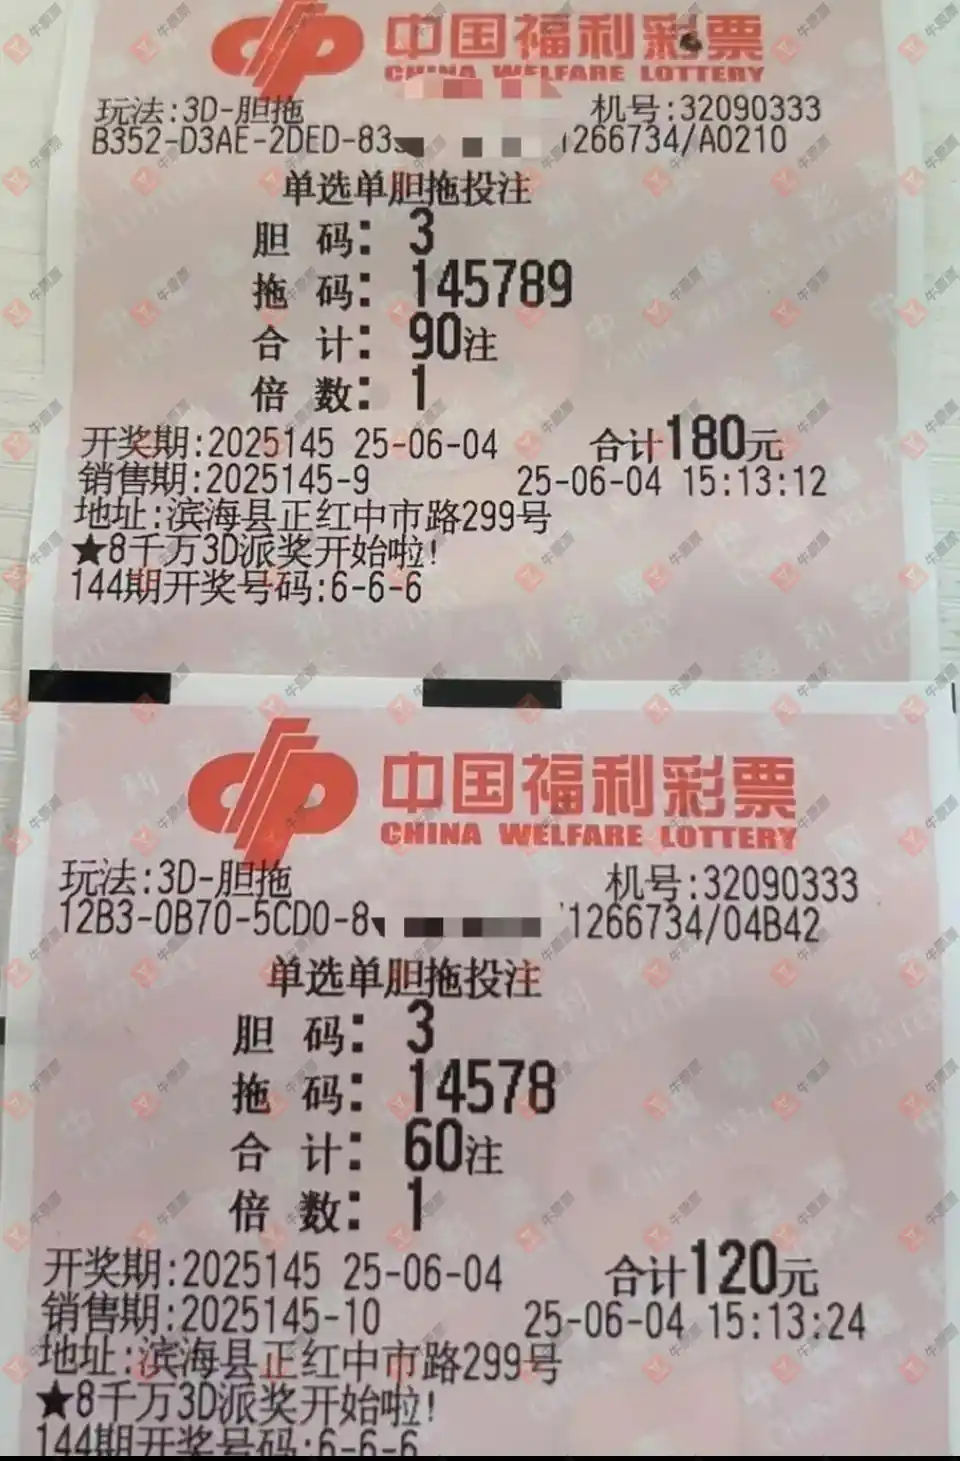 中国福利彩票
CHINA WELFARE LOTTERY
玩法:3D-胆拖 机号:32090333
B352-D3AE-2DED-83 1266734/A0210
单选单胆拖投注
胆 码: 3
拖 码: 145789
合 计: 90注
倍 数: 1
开奖期:2025145 25-06-04 合计180元
销售期:2025145-9 25-06-04 15:13:12
地址:滨海县正红中市路299号
★8千万3D派奖开始啦!
144期开奖号码:6-6-6
中国福利彩票
CHINA WELFARE LOTTERY
玩法:3D-胆拖 机号:32090333
12B3-0B70-5CD0-8 1266734/04B42
单选单胆拖投注
胆 码: 3
拖 码: 14578
合 计: 60注
倍 数: 1
开奖期:2025145 25-06-04 合计120元
销售期:2025145-10 25-06-04 15:13:24
地址:滨海县正红中市路299号
★8千万3D派奖开始啦!
144期开奖号码:6-6-6